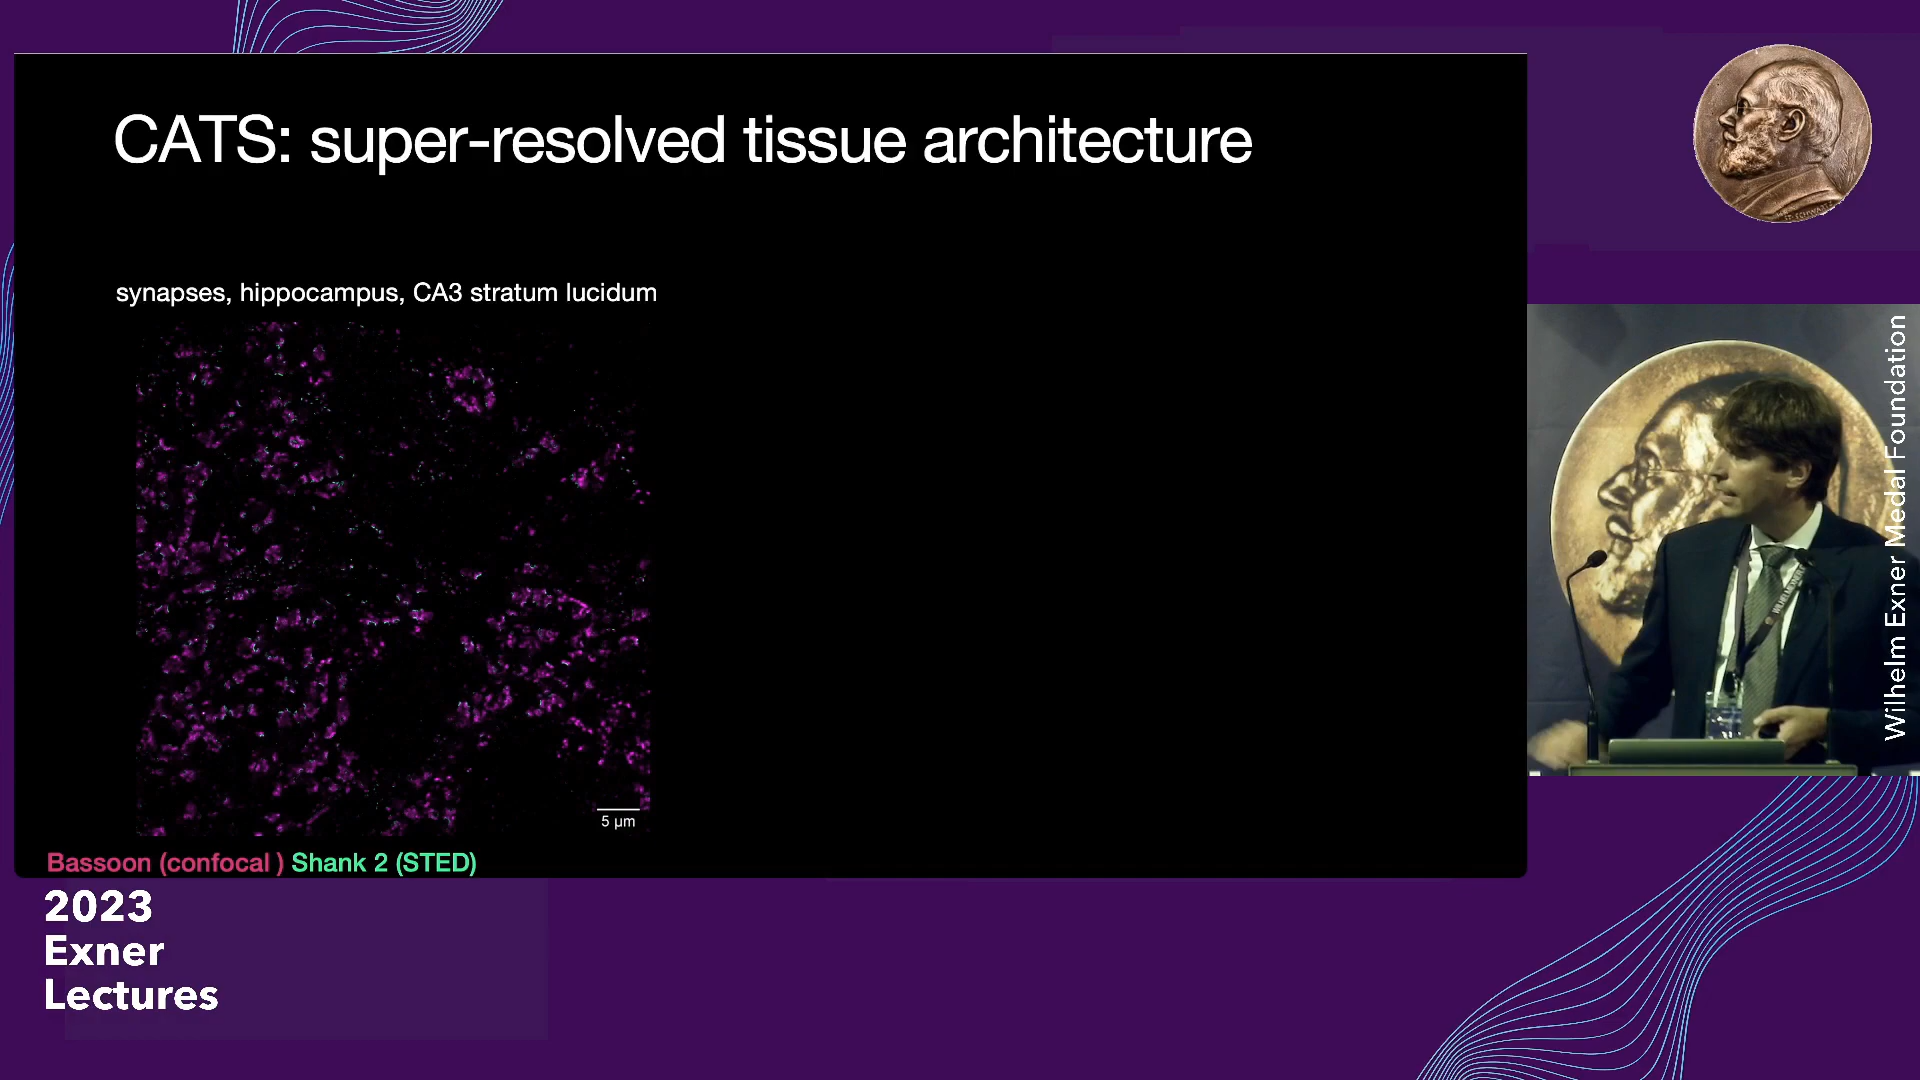 CATS: super-resolved tissue architecture
synapses, hippocampus, CA3 stratum lucidum
5 µm
Bassoon (confocal ) Shank 2 (STED)
2023
Exner
Lectures
Wilhelm Exner Medal Foundation